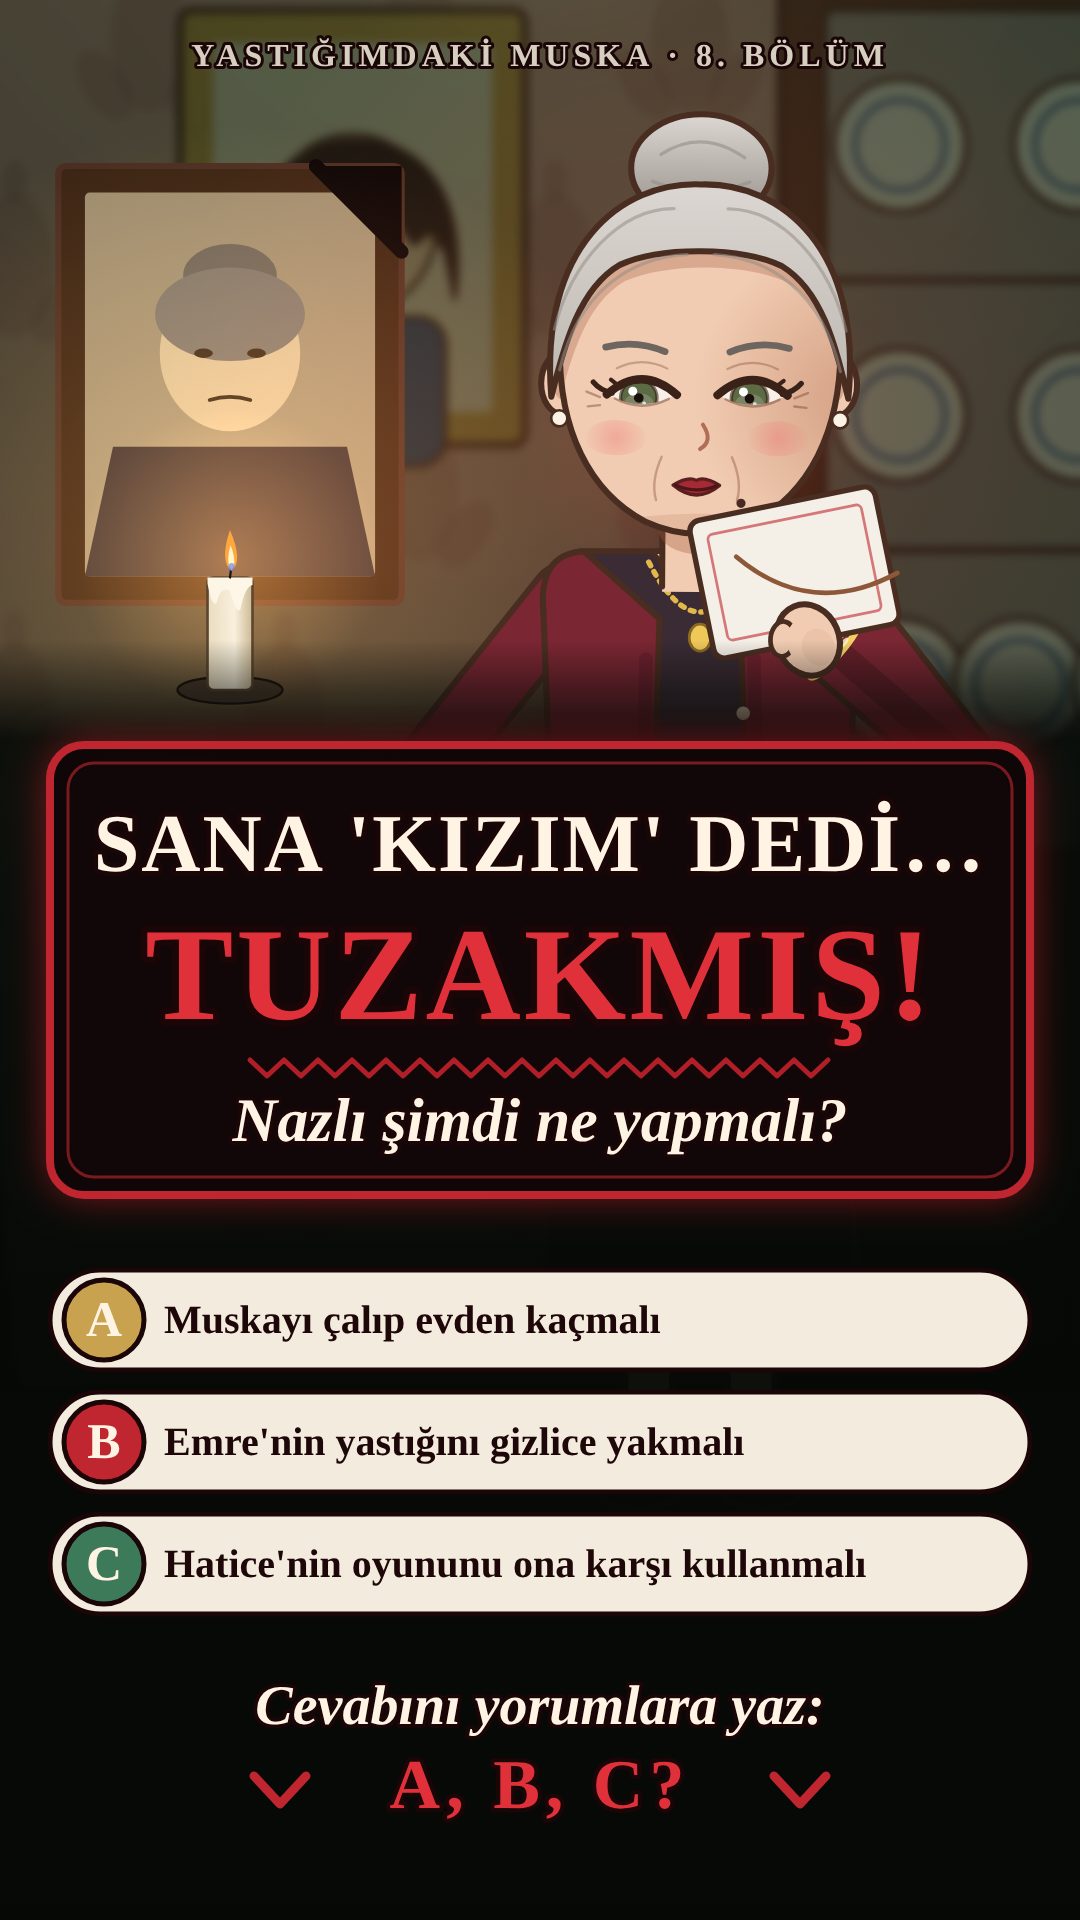 YASTIĞIMDAKİ MUSKA · 8. BÖLÜM
SANA 'KIZIM' DEDİ...
TUZAKMIŞ!
Nazlı şimdi ne yapmalı?
A Muskayı çalıp evden kaçmalı
B Emre'nin yastığını gizlice yakmalı
C Hatice'nin oyununu ona karşı kullanmalı
Cevabını yorumlara yaz:
A, B, C?